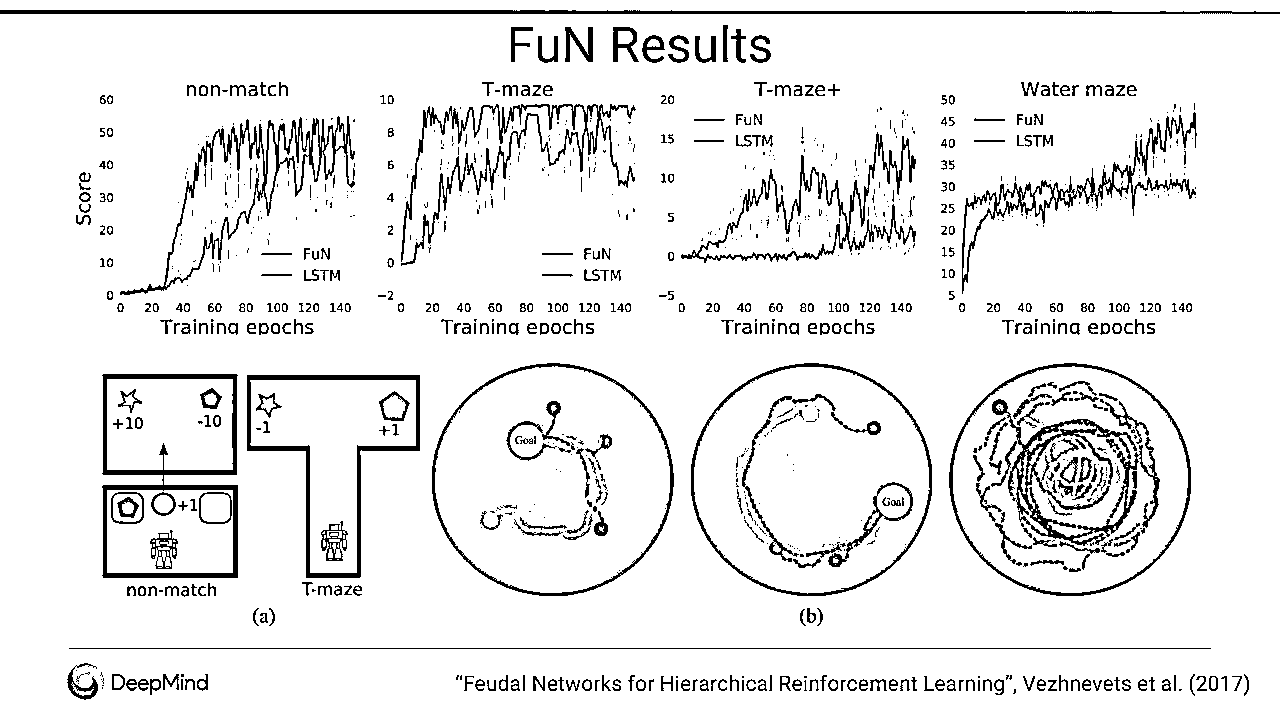 FuN Results
non-match
T-maze
T-maze+
Water maze
Score
60
50
40
30
20
10
0
FuN
LSTM
0 20 40 60 80 100 120 140
Training epochs
10
8
6
4
2
0
−2
FuN
LSTM
0 20 40 60 80 100 120 140
Training epochs
20
15
10
5
0
−5
FuN
LSTM
0 20 40 60 80 100 120 140
Training epochs
50
45
40
35
30
25
20
15
10
5
FuN
LSTM
0 20 40 60 80 100 120 140
Training epochs
+10
-10
+1
non-match
-1
+1
T-maze
Goal
Goal
(a)
(b)
DeepMind
“Feudal Networks for Hierarchical Reinforcement Learning”, Vezhnevets et al. (2017)